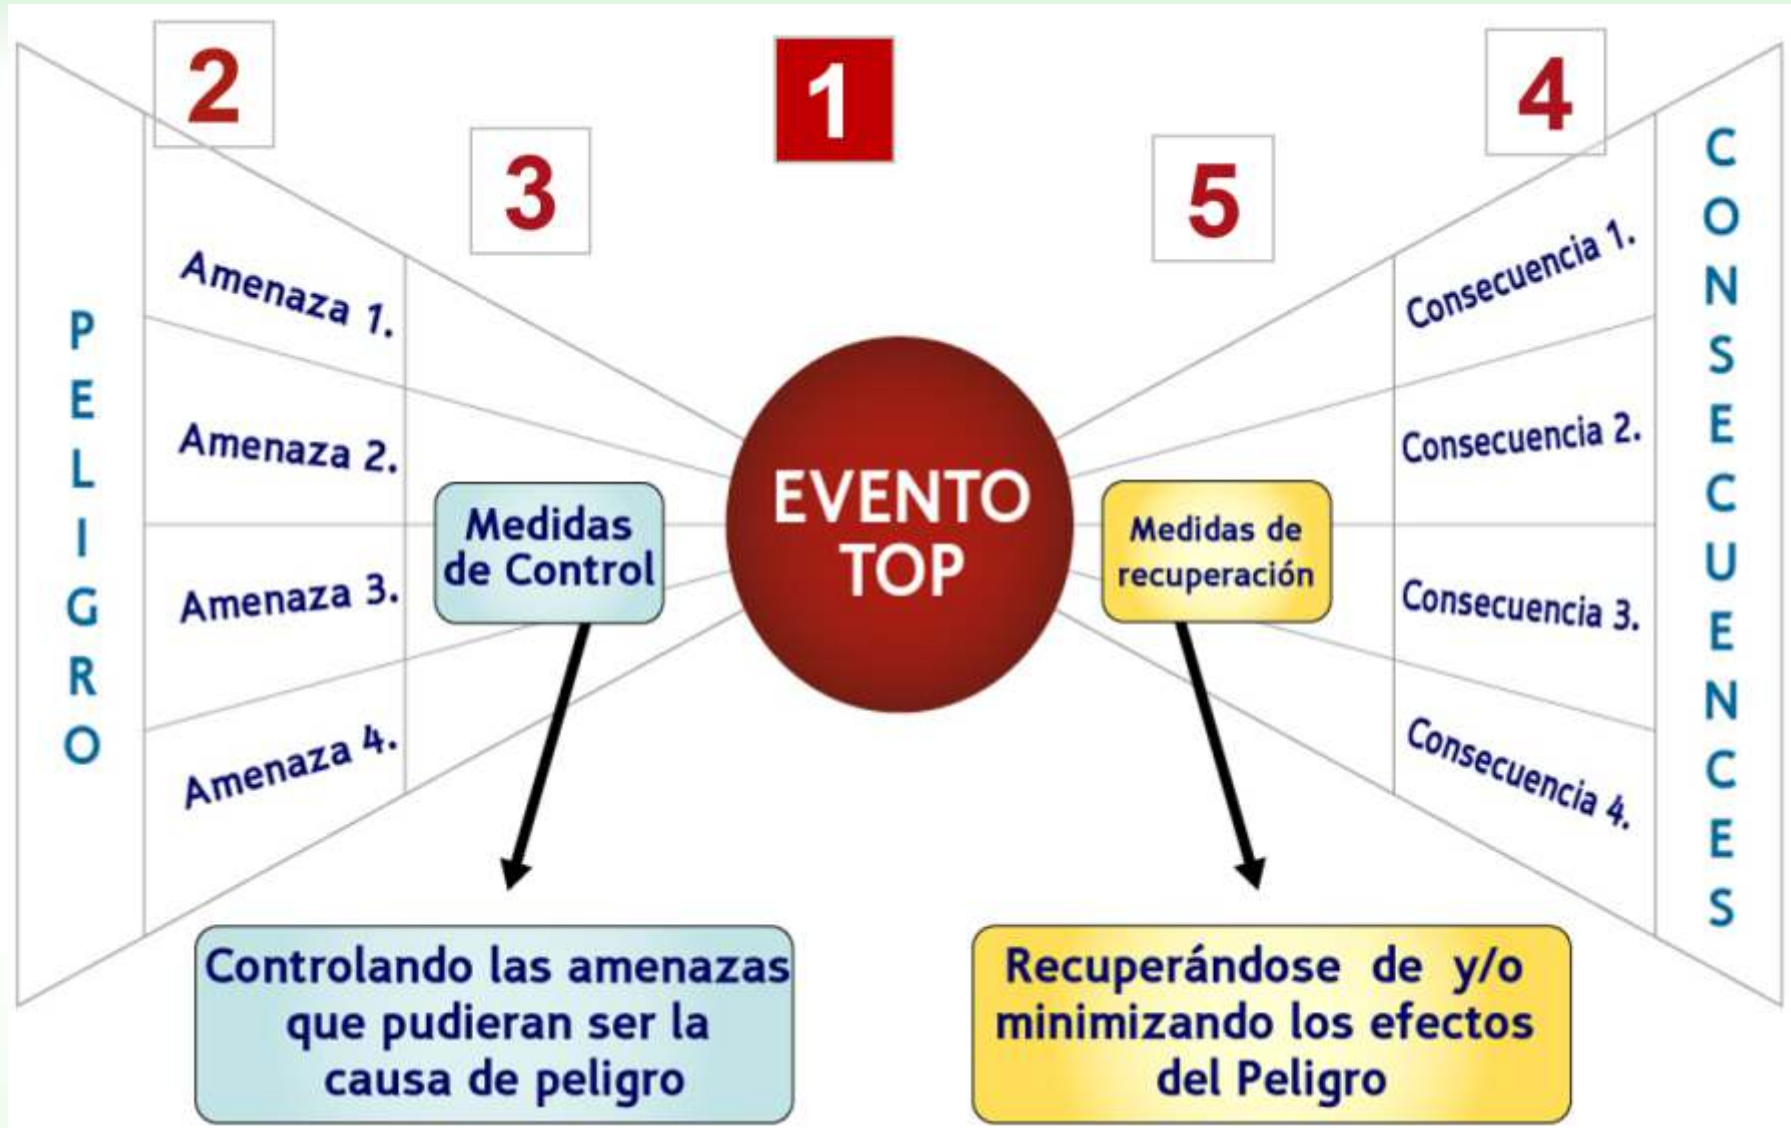 2
1
4
3
5
PELIGRO
Amenaza 1.
Amenaza 2.
Amenaza 3.
Amenaza 4.
Medidas
de Control
EVENTO
TOP
Medidas de
recuperación
Consecuencia 1.
Consecuencia 2.
Consecuencia 3.
Consecuencia 4.
CONSECUENCES
Controlando las amenazas
que pudieran ser la
causa de peligro
Recuperándose de y/o
minimizando los efectos
del Peligro